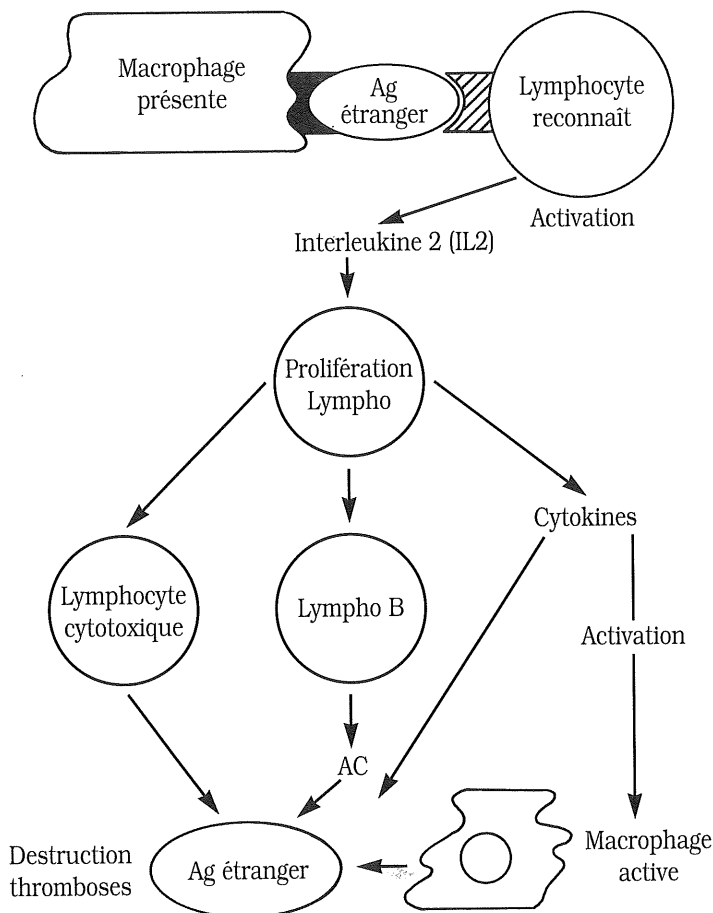 Macrophage
présente
Ag
étranger
Lymphocyte
reconnaît
Activation
Interleukine 2 (IL2)
Prolifération
Lympho
Cytokines
Lymphocyte
cytotoxique
Lympho B
Activation
AC
Destruction
thromboses
Ag étranger
Macrophage
active